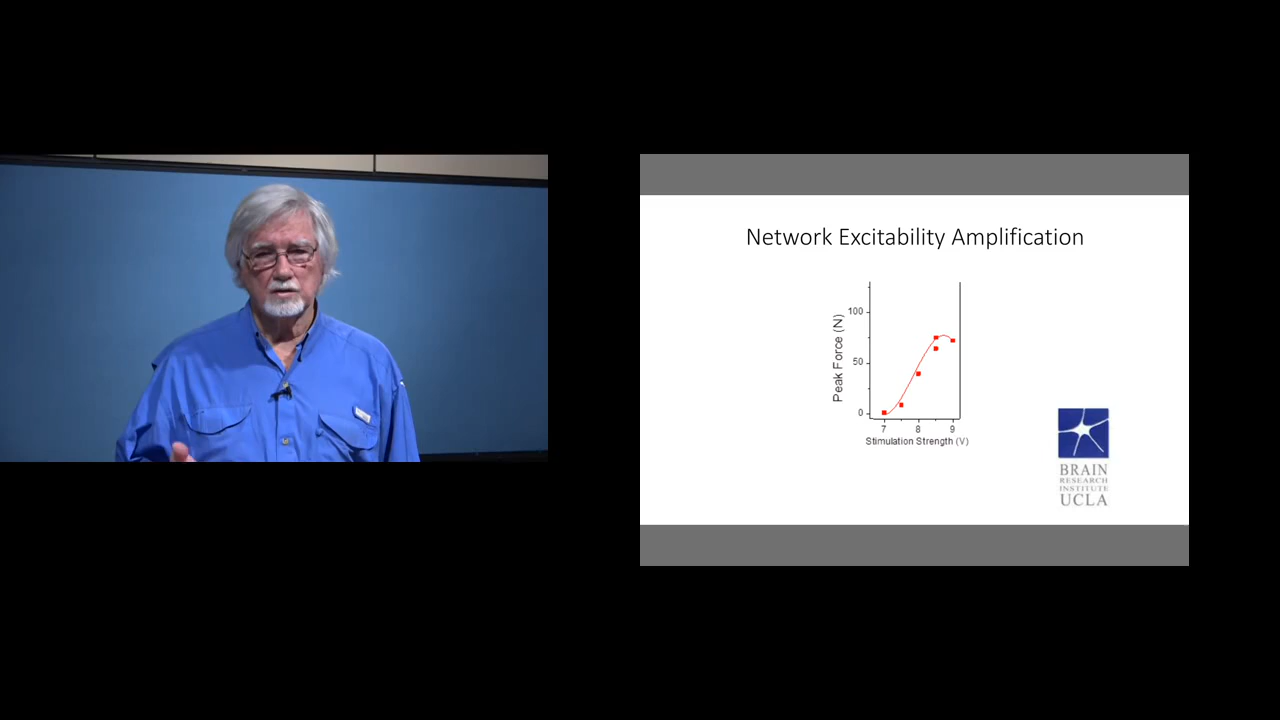 Network Excitability Amplification
Peak Force (N)
100
50
0
7 8 9
Stimulation Strength (V)
BRAIN
RESEARCH
INSTITUTE
UCLA